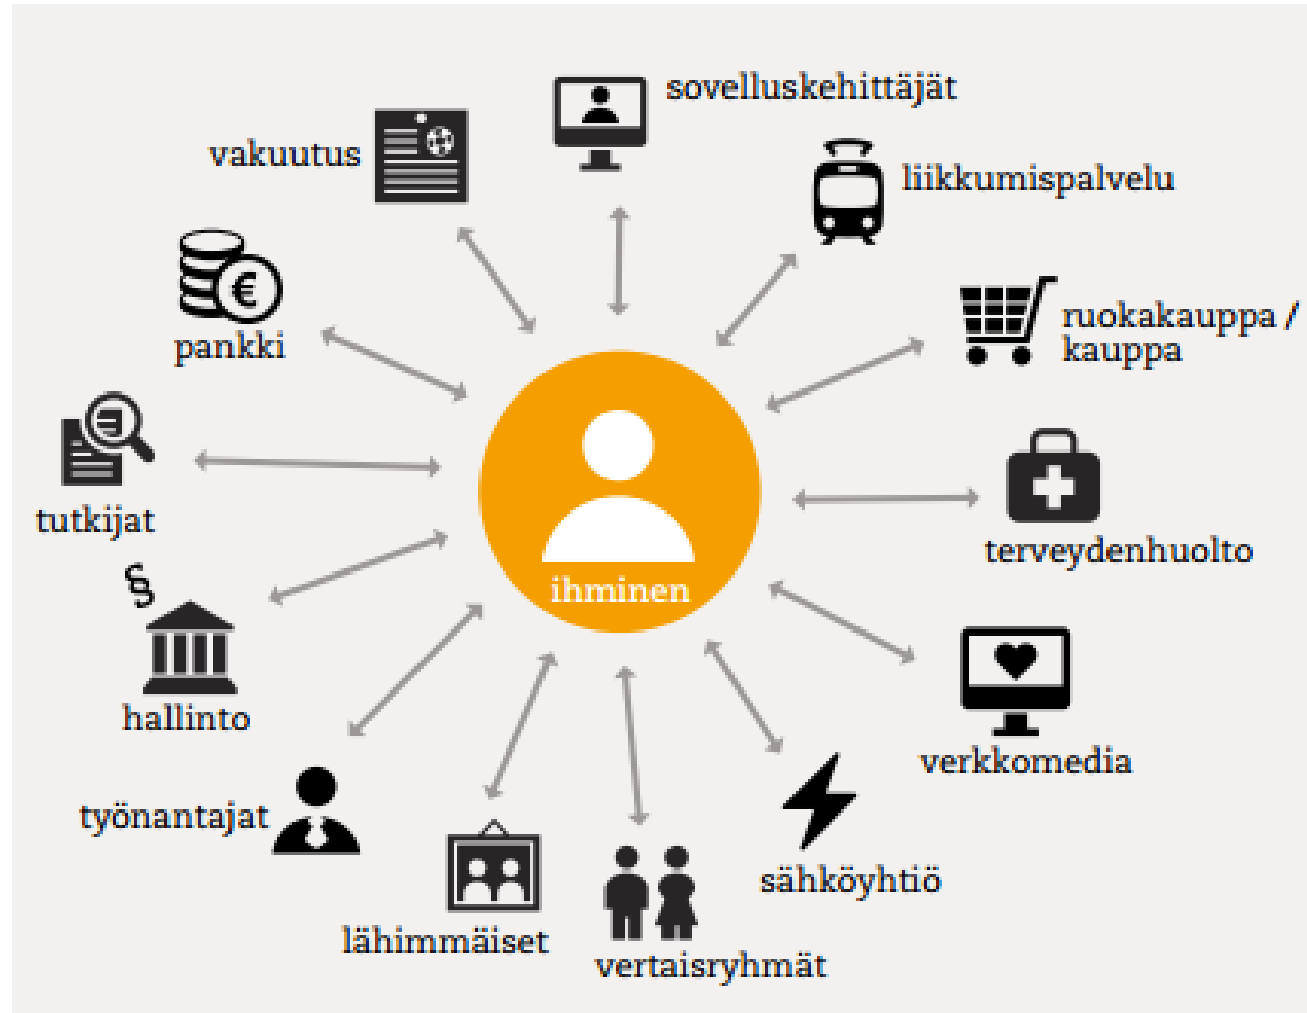 sovelluskehittäjät
vakuutus
liikkumispalvelu
€
ruokakauppa /
kauppa
pankki
tutkijat
terveydenhuolto
ihminen
§
hallinto
verkkomedia
työnantajat
sähköyhtiö
lähimmäiset
vertaisryhmät